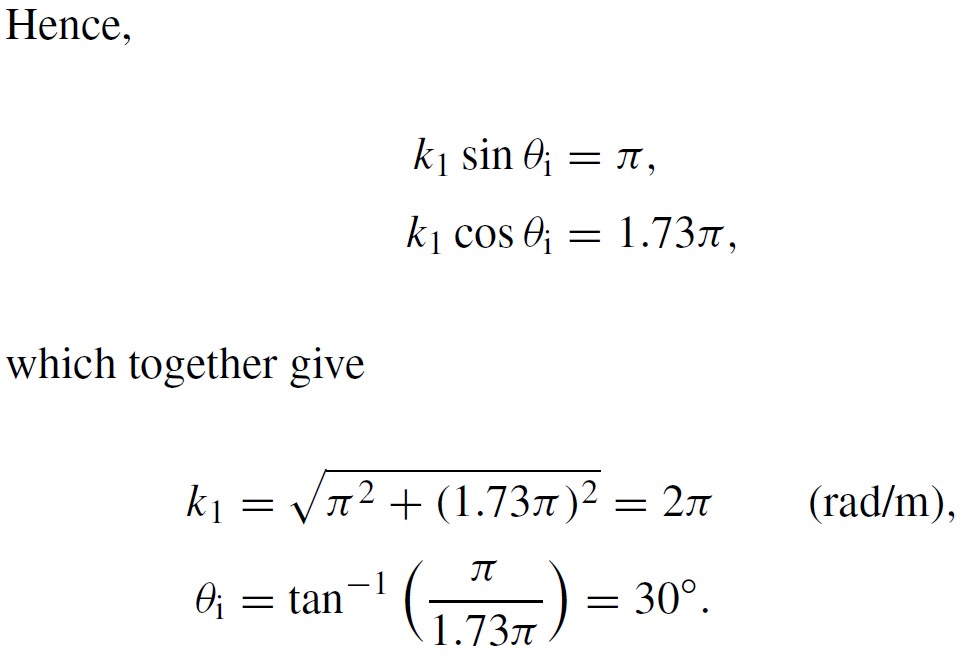 Hence,
k₁ sin θᵢ = π,
k₁ cos θᵢ = 1.73π,
which together give
k₁ = √(π² + (1.73π)²) = 2π (rad/m),
θᵢ = tan⁻¹ (π / 1.73π) = 30°.